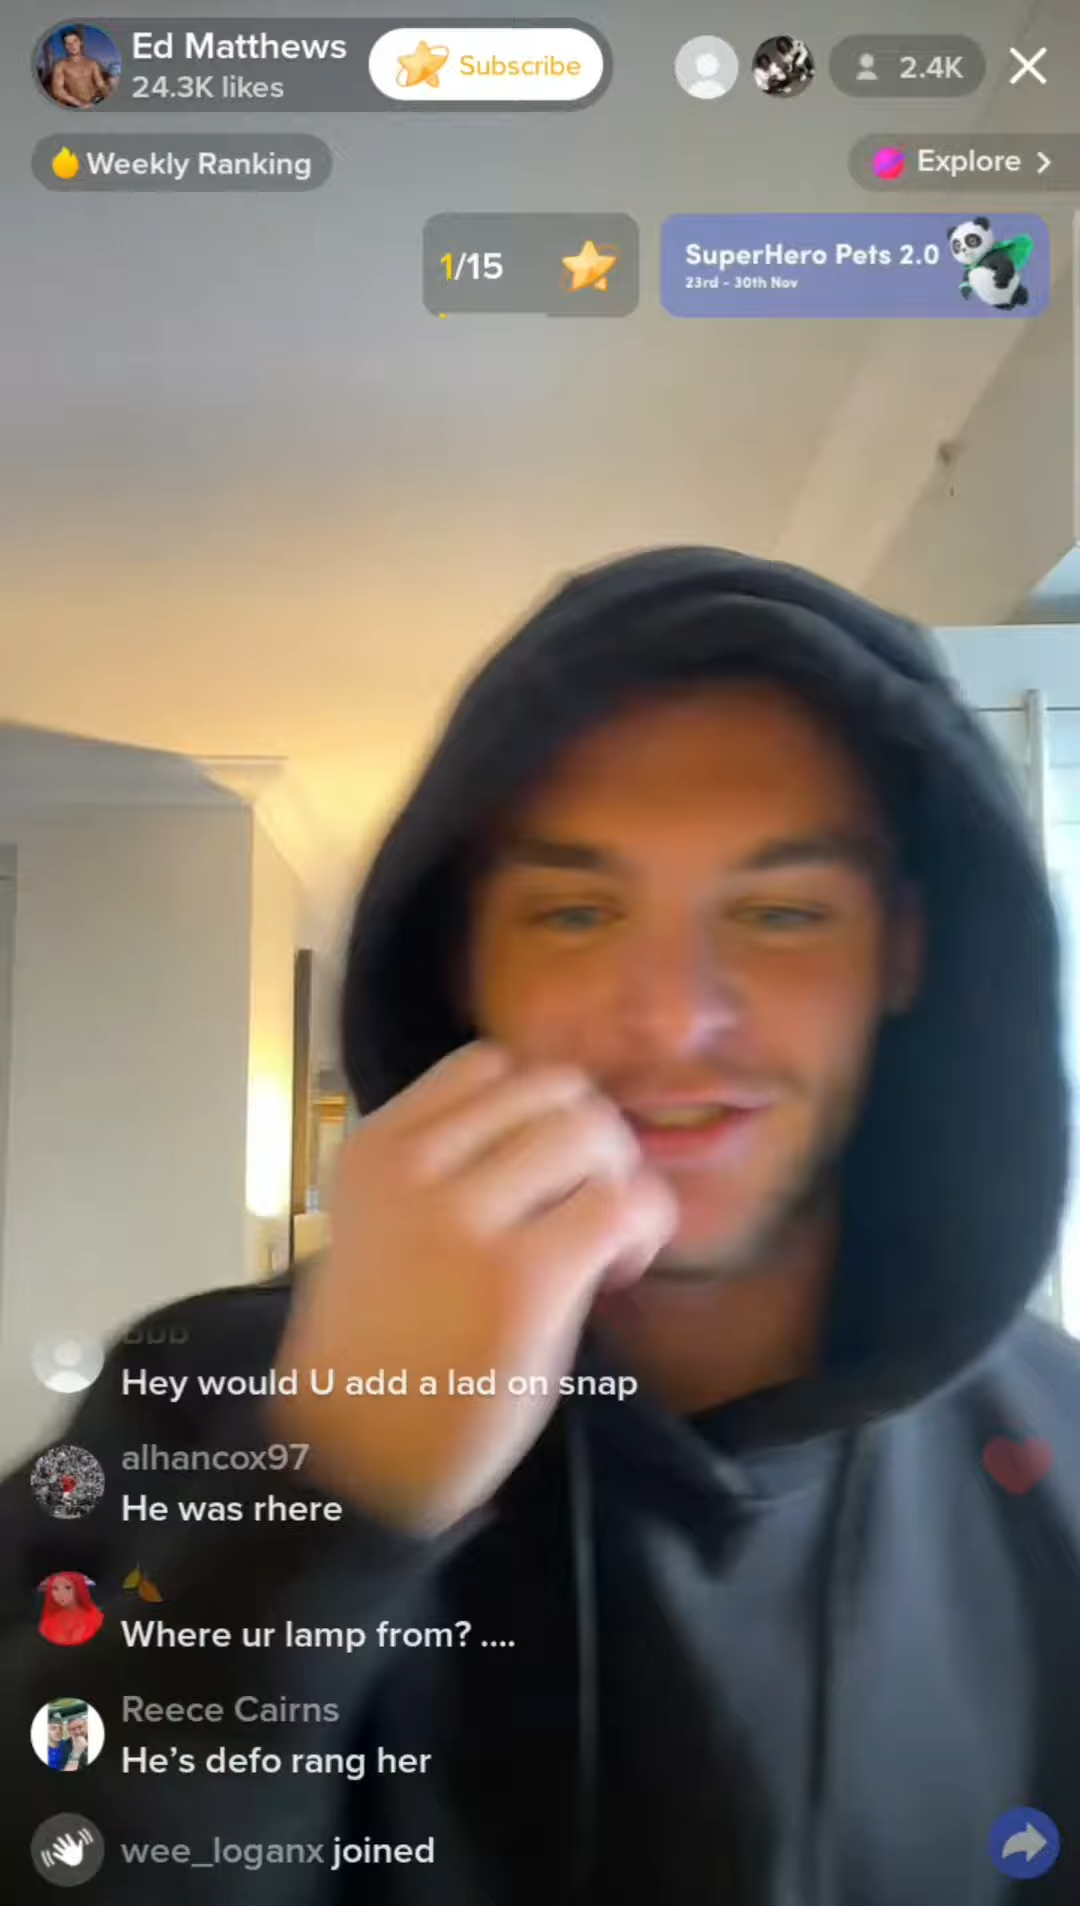 Ed Matthews
24.3K likes
Subscribe
2.4K
Weekly Ranking
Explore
1/15
SuperHero Pets 2.0
23rd - 30th Nov
Hey would U add a lad on snap
alhancox97
He was rhere
Where ur lamp from? ....
Reece Cairns
He’s defo rang her
wee_loganx joined